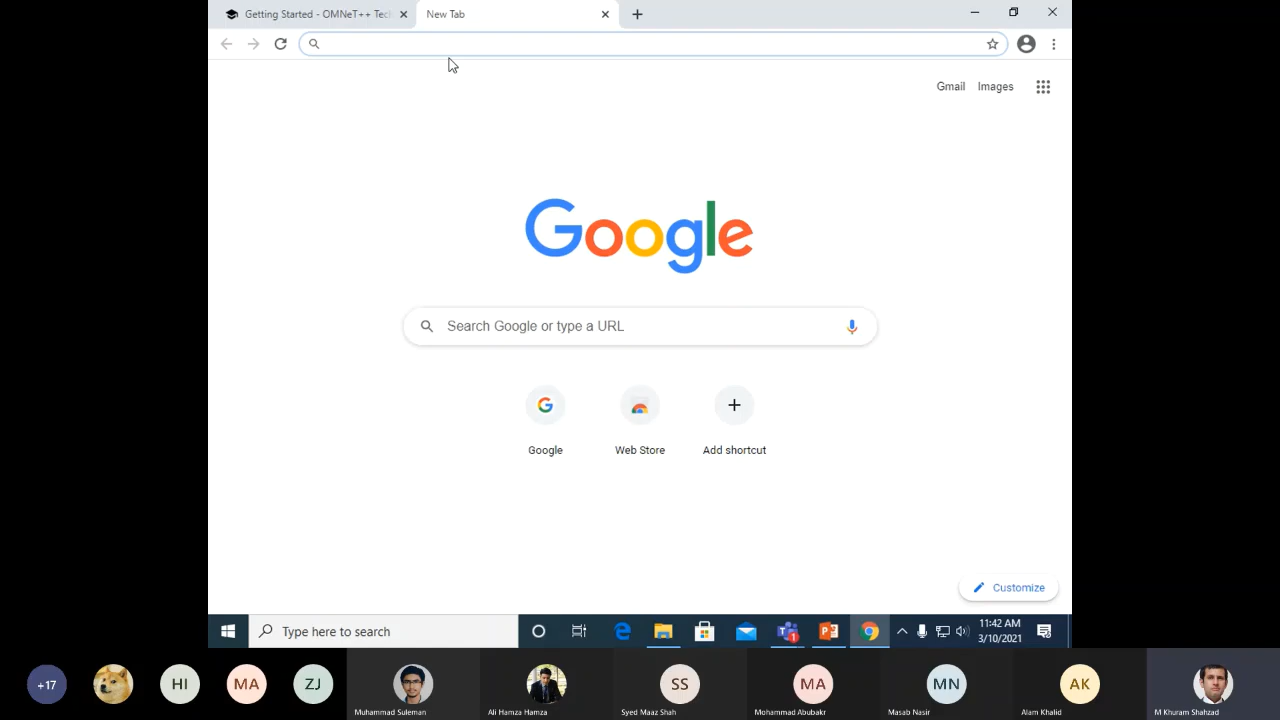 Getting Started - OMNeT++ Tech
New Tab
Gmail
Images
Google
Search Google or type a URL
G
Google
Web Store
Add shortcut
Customize
Type here to search
1
11:42 AM
3/10/2021
+17
HI
MA
ZJ
SS
MA
MN
AK
Muhammad Suleman
Ali Hamza Hamza
Syed Maaz Shah
Mohammad Abubakr
Masab Nasir
Alam Khalid
M Khuram Shahzad